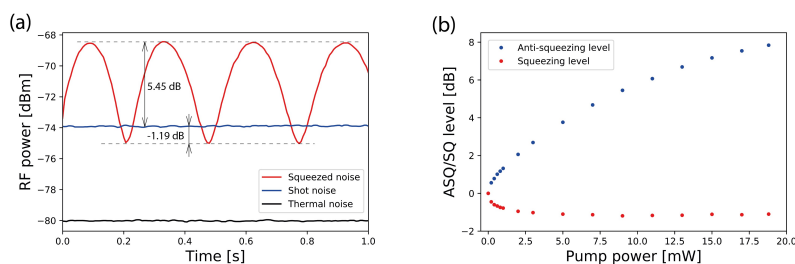 (a)
−68
−70
−72
−74
−76
−78
−80
RF power [dBm]
5.45 dB
-1.19 dB
Squeezed noise
Shot noise
Thermal noise
0.0 0.2 0.4 0.6 0.8 1.0
Time [s]
(b)
8
6
4
2
0
−2
ASQ/SQ level [dB]
Anti-squeezing level
Squeezing level
0.0 2.5 5.0 7.5 10.0 12.5 15.0 17.5 20.0
Pump power [mW]